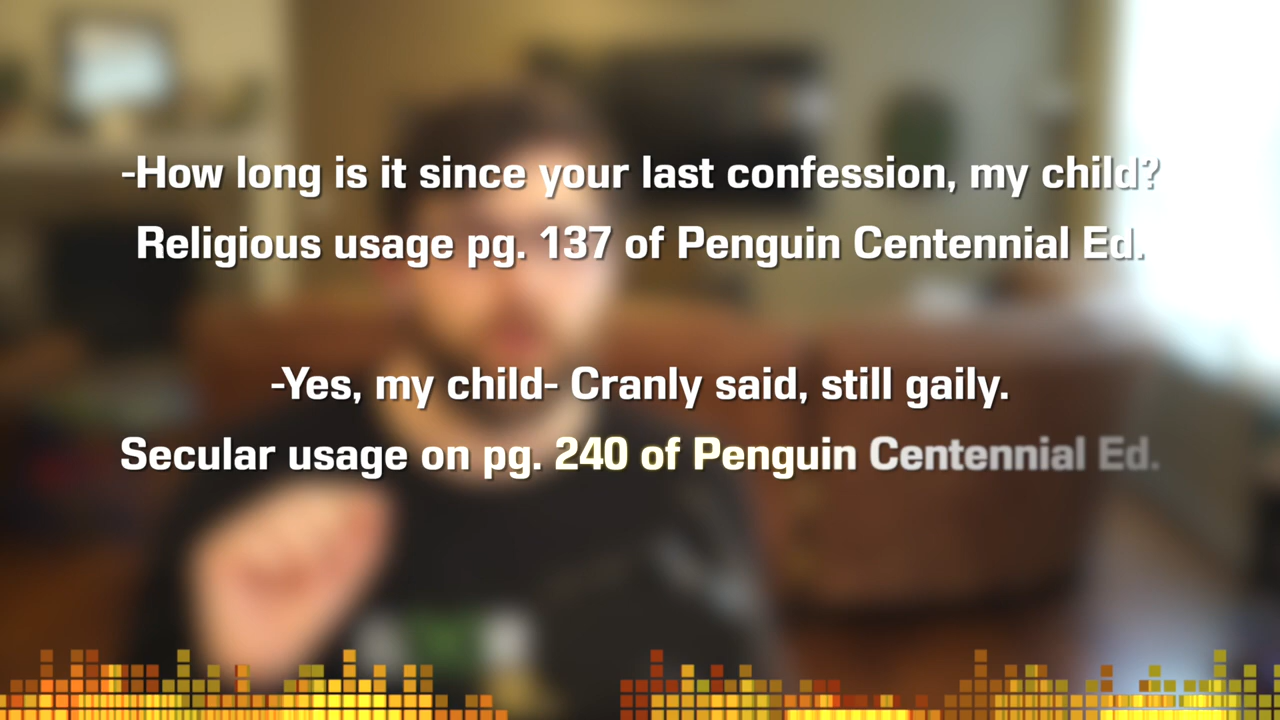 -How long is it since your last confession, my child?
Religious usage pg. 137 of Penguin Centennial Ed.
-Yes, my child- Cranly said, still gaily.
Secular usage on pg. 240 of Penguin Centennial Ed.